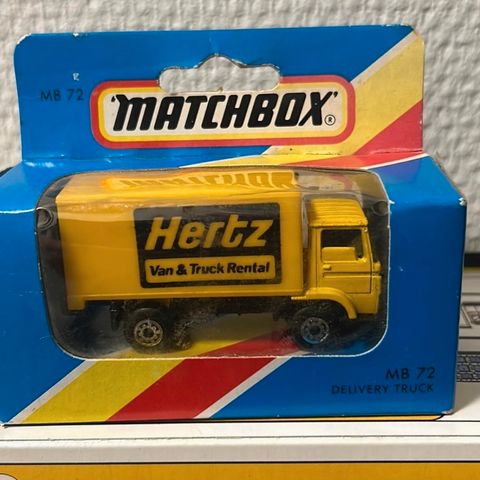 MB 72
"MATCHBOX"®
Hertz
Van & Truck Rental
MB 72
DELIVERY TRUCK